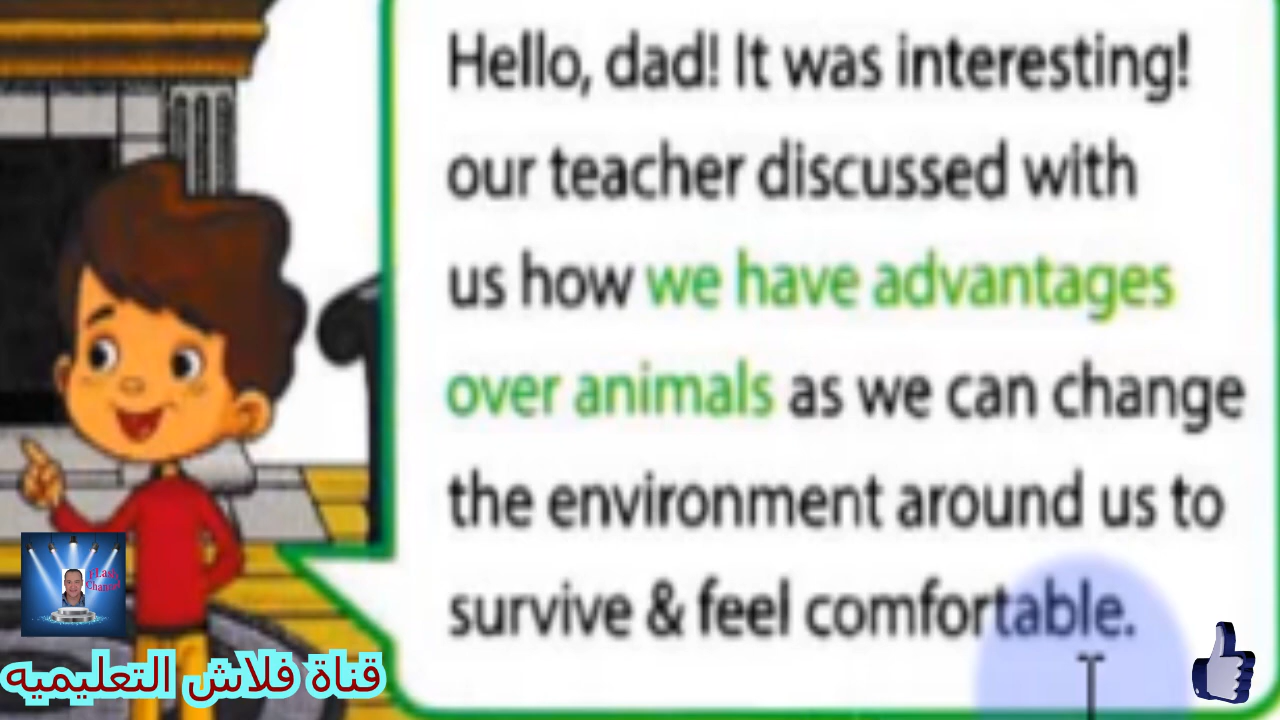 Hello, dad! It was interesting!
our teacher discussed with
us how we have advantages
over animals as we can change
the environment around us to
survive & feel comfortable.
قناة فلاش التعليميه